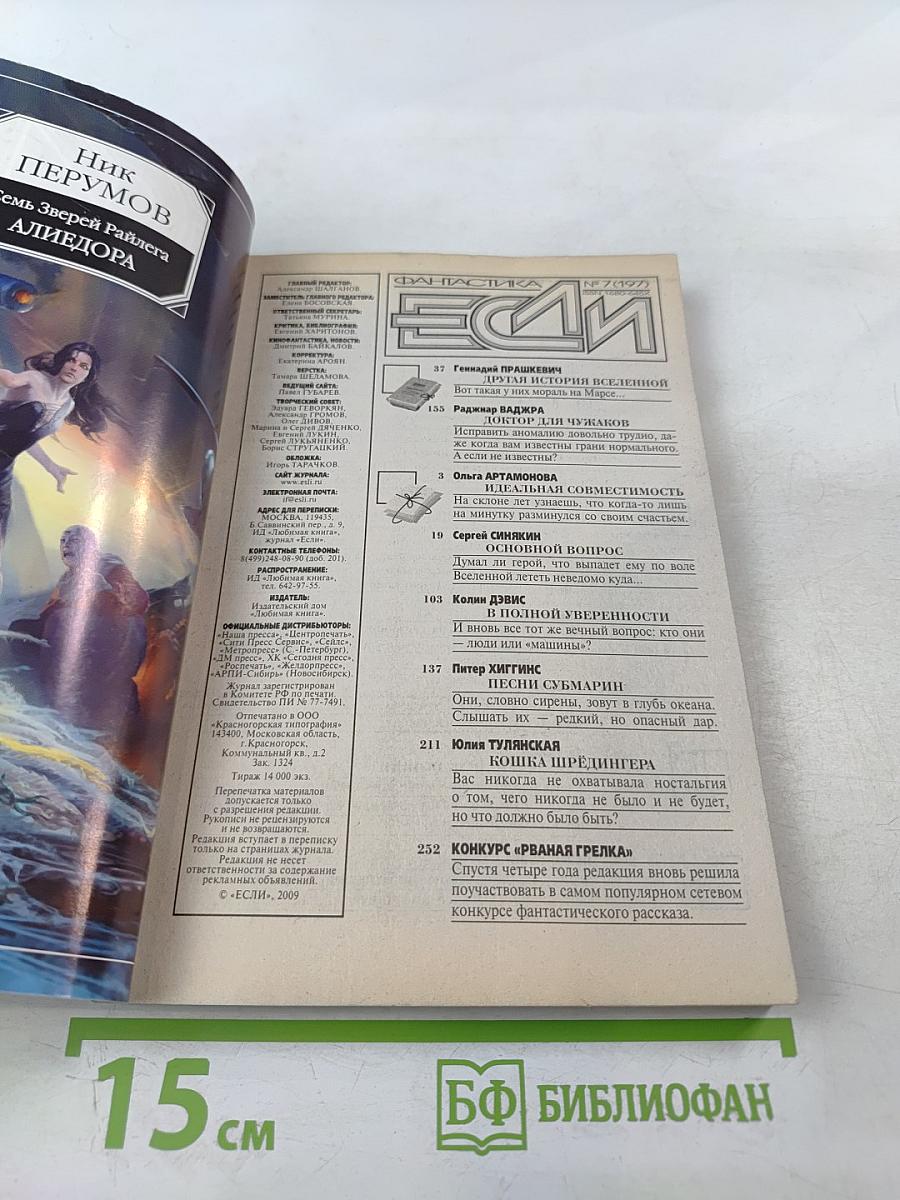 Ник
ПЕРУМОВ
Семь Зверей Райлега
АЛИЕДОРА
ГЛАВНЫЙ РЕДАКТОР:
Александр ШАЛГАНОВ.
ЗАМЕСТИТЕЛЬ ГЛАВНОГО РЕДАКТОРА:
Елена БОСОВСКАЯ.
ОТВЕТСТВЕННЫЙ СЕКРЕТАРЬ:
Татьяна МУРИНА.
КРИТИКА, БИБЛИОГРАФИЯ:
Евгений ХАРИТОНОВ.
КИНОФАНТАСТИКА, НОВОСТИ:
Дмитрий БАЙКАЛОВ.
КОРРЕКТУРА:
Екатерина АРОЯН.
ВЕРСТКА:
Тамара ШЕЛАМОВА.
ВЕДУЩИЙ САЙТА:
Павел ГУБАРЕВ.
ТВОРЧЕСКИЙ СОВЕТ:
Эдуард ГЕВОРКЯН,
Александр ГРОМОВ,
Олег ДИВОВ,
Марина и Сергей ДЯЧЕНКО,
Евгений ЛУКИН,
Сергей ЛУКЬЯНЕНКО,
Борис СТРУГАЦКИЙ.
ОБЛОЖКА:
Игорь ТАРАЧКОВ.
САЙТ ЖУРНАЛА:
www.esli.ru
ЭЛЕКТРОННАЯ ПОЧТА:
if@esli.ru
АДРЕС ДЛЯ ПЕРЕПИСКИ:
МОСКВА, 119435,
Б.Саввинский пер., д. 9,
ИД «Любимая книга»,
журнал «Если».
КОНТАКТНЫЕ ТЕЛЕФОНЫ:
8(499)248-08-90 (доб. 201).
РАСПРОСТРАНЕНИЕ:
ИД «Любимая книга»,
тел. 642-97-55.
ИЗДАТЕЛЬ:
Издательский дом
«Любимая книга».
ОФИЦИАЛЬНЫЕ ДИСТРИБЬЮТОРЫ:
«Наша пресса», «Центропечать»,
«Сити Пресс Сервис», «Сейлс»,
«Метропресс» (С.-Петербург),
«ДМ пресс», ХК «Сегодня пресс»,
«Роспечать», «Желдорпресс»,
«АРПИ-Сибирь» (Новосибирск).
Журнал зарегистрирован
в Комитете РФ по печати.
Свидетельство ПИ № 77-7491.
Отпечатано в ООО
«Красногорская типография»
143400, Московская область,
г.Красногорск,
Коммунальный кв., д.2
Зак. 1324
Тираж 14 000 экз.
Перепечатка материалов
допускается только
с разрешения редакции.
Рукописи не рецензируются
и не возвращаются.
Редакция вступает в переписку
только на страницах журнала.
Редакция не несет
ответственности за содержание
рекламных объявлений.
© «ЕСЛИ», 2009
ФАНТАСТИКА
№ 7 (197)
ISSN 1680-645X
ЕСЛИ
37 Геннадий ПРАШКЕВИЧ
ДРУГАЯ ИСТОРИЯ ВСЕЛЕННОЙ
Вот такая у них мораль на Марсе...
155 Раджнар ВАДЖРА
ДОКТОР ДЛЯ ЧУЖАКОВ
Исправить аномалию довольно трудно, да-
же когда вам известны грани нормального.
А если не известны?
3 Ольга АРТАМОНОВА
ИДЕАЛЬНАЯ СОВМЕСТИМОСТЬ
На склоне лет узнаешь, что когда-то лишь
на минутку разминулся со своим счастьем.
19 Сергей СИНЯКИН
ОСНОВНОЙ ВОПРОС
Думал ли герой, что выпадет ему по воле
Вселенной лететь неведомо куда...
103 Колин ДЭВИС
В ПОЛНОЙ УВЕРЕННОСТИ
И вновь все тот же вечный вопрос: кто они
— люди или «машины»?
137 Питер ХИГГИНС
ПЕСНИ СУБМАРИН
Они, словно сирены, зовут в глубь океана.
Слышать их — редкий, но опасный дар.
211 Юлия ТУЛЯНСКАЯ
КОШКА ШРЁДИНГЕРА
Вас никогда не охватывала ностальгия
о том, чего никогда не было и не будет,
но что должно было быть?
252 КОНКУРС «РВАНАЯ ГРЕЛКА»
Спустя четыре года редакция вновь решила
поучаствовать в самом популярном сетевом
конкурсе фантастического рассказа.
15 см
БФ БИБЛИОФАН